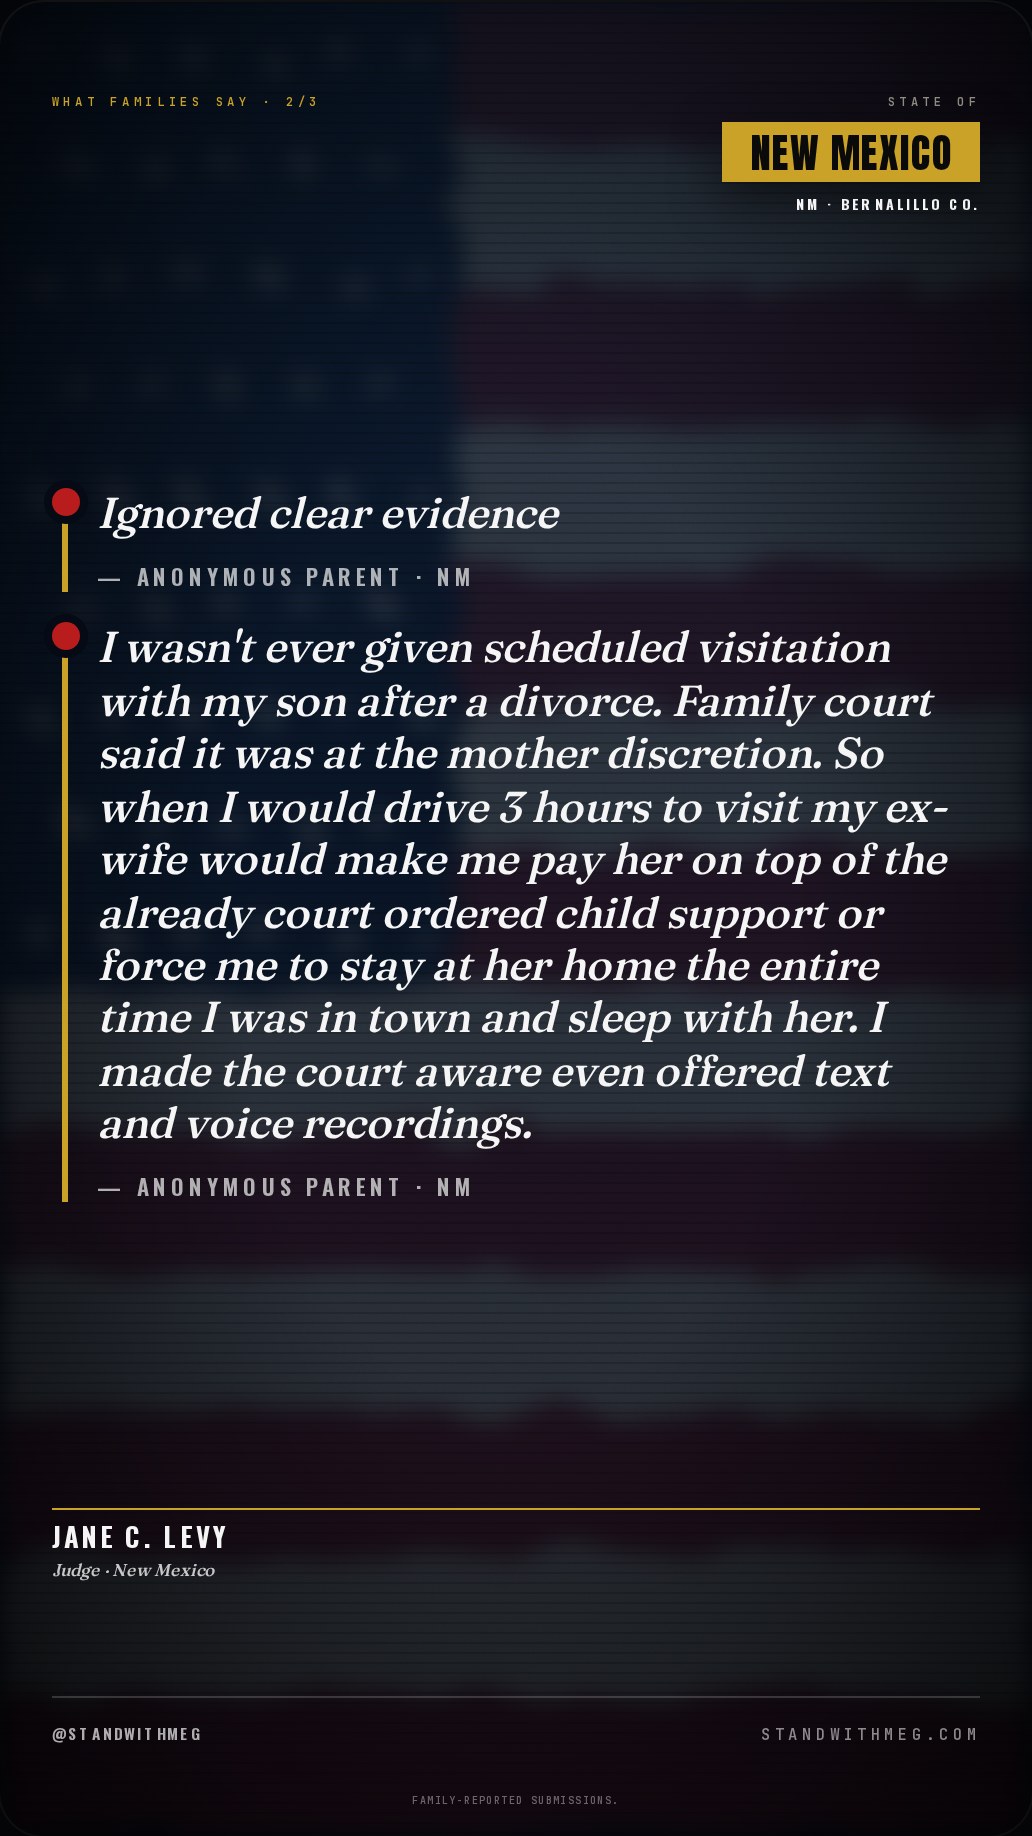 WHAT FAMILIES SAY · 2/3
STATE OF
NEW MEXICO
NM · BERNALILLO CO.
Ignored clear evidence
— ANONYMOUS PARENT · NM
I wasn't ever given scheduled visitation
with my son after a divorce. Family court
said it was at the mother discretion. So
when I would drive 3 hours to visit my ex-
wife would make me pay her on top of the
already court ordered child support or
force me to stay at her home the entire
time I was in town and sleep with her. I
made the court aware even offered text
and voice recordings.
— ANONYMOUS PARENT · NM
JANE C. LEVY
Judge · New Mexico
@STANDWITHMEG
STANDWITHMEG.COM
FAMILY-REPORTED SUBMISSIONS.